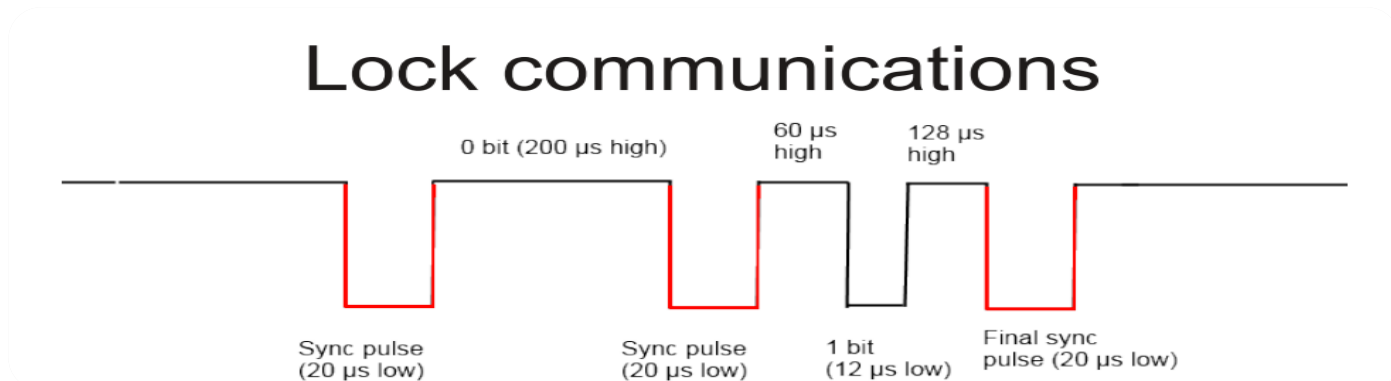 Lock communications
0 bit (200 µs high)
60 µs
high
128 µs
high
Sync pulse
(20 µs low)
Sync pulse
(20 µs low)
1 bit
(12 µs low)
Final sync
pulse (20 µs low)